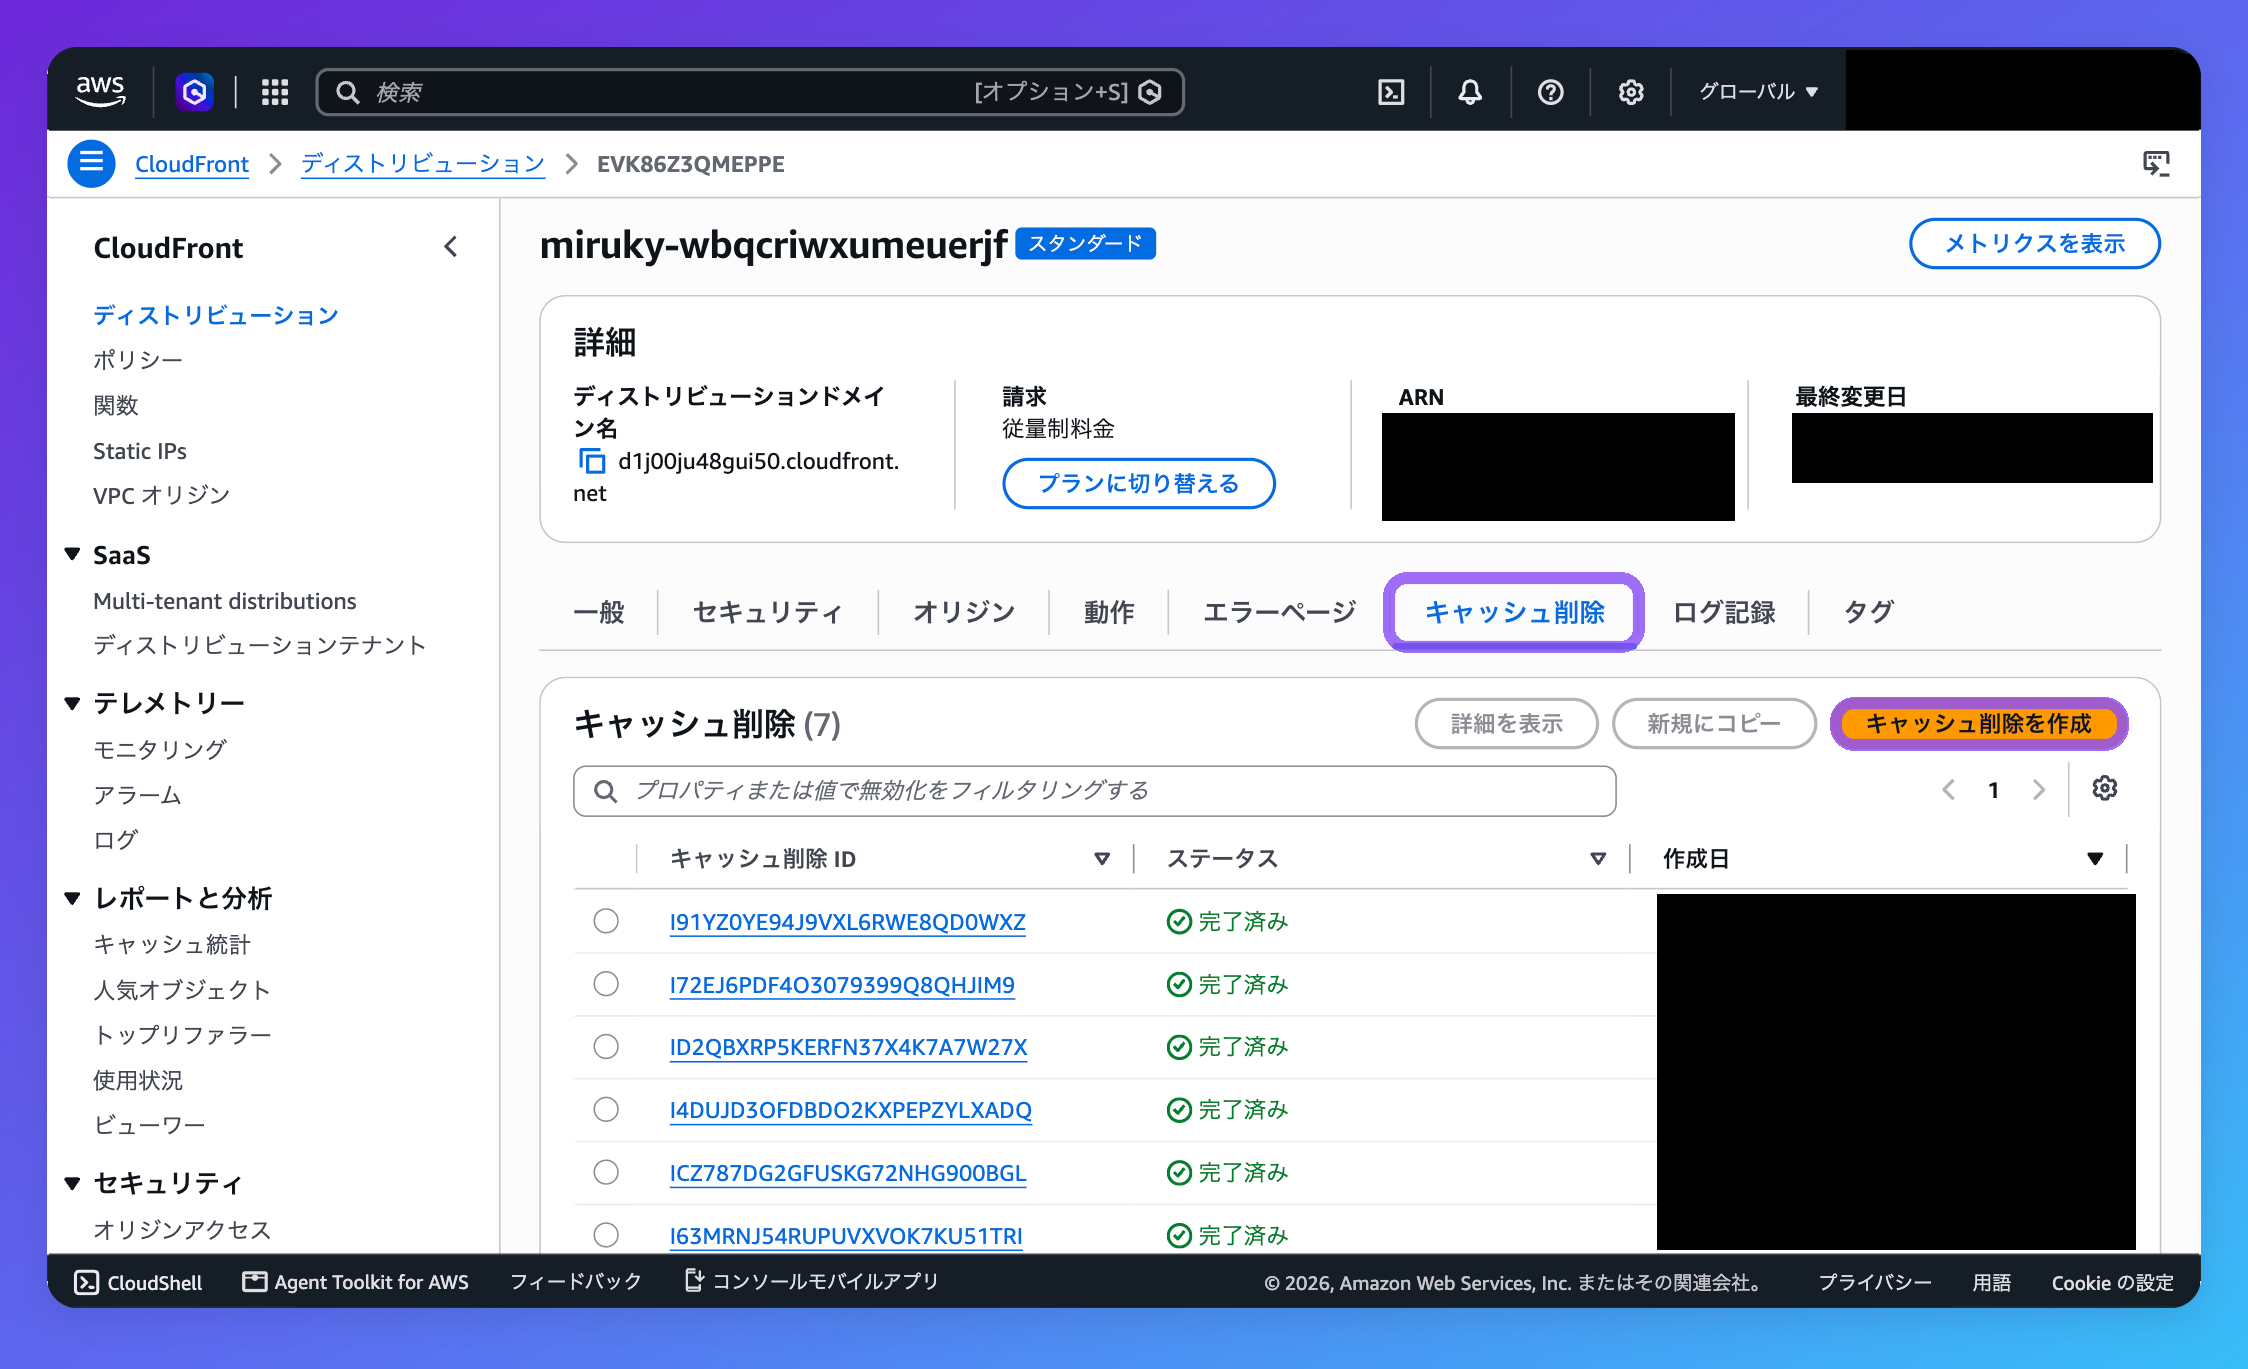 aws
検索
[オプション+S]
グローバル ▼
CloudFront > ディストリビューション > EVK86Z3QMEPPE
CloudFront
ディストリビューション
ポリシー
関数
Static IPs
VPC オリジン
SaaS
Multi-tenant distributions
ディストリビューションテナント
テレメトリー
モニタリング
アラーム
ログ
レポートと分析
キャッシュ統計
人気オブジェクト
トップリファラー
使用状況
ビューワー
セキュリティ
オリジンアクセス
miruky-wbqcriwxumeuerjf
スタンダード
メトリクスを表示
詳細
ディストリビューションドメイ
ン名
d1j00ju48gui50.cloudfront.
net
請求
従量制料金
プランに切り替える
ARN
最終変更日
一般
セキュリティ
オリジン
動作
エラーページ
キャッシュ削除
ログ記録
タグ
キャッシュ削除 (7)
詳細を表示
新規にコピー
キャッシュ削除を作成
プロパティまたは値で無効化をフィルタリングする
1
キャッシュ削除 ID
ステータス
作成日
I91YZ0YE94J9VXL6RWE8QD0WXZ
完了済み
I72EJ6PDF4O3079399Q8QHJIM9
完了済み
ID2QBXRP5KERFN37X4K7A7W27X
完了済み
I4DUJD3OFDBDO2KXPEPZYLXADQ
完了済み
ICZ787DG2GFUSKG72NHG900BGL
完了済み
I63MRNJ54RUPUVXVOK7KU51TRI
完了済み
CloudShell
Agent Toolkit for AWS
フィードバック
コンソールモバイルアプリ
© 2026, Amazon Web Services, Inc. またはその関連会社。
プライバシー
用語
Cookie の設定